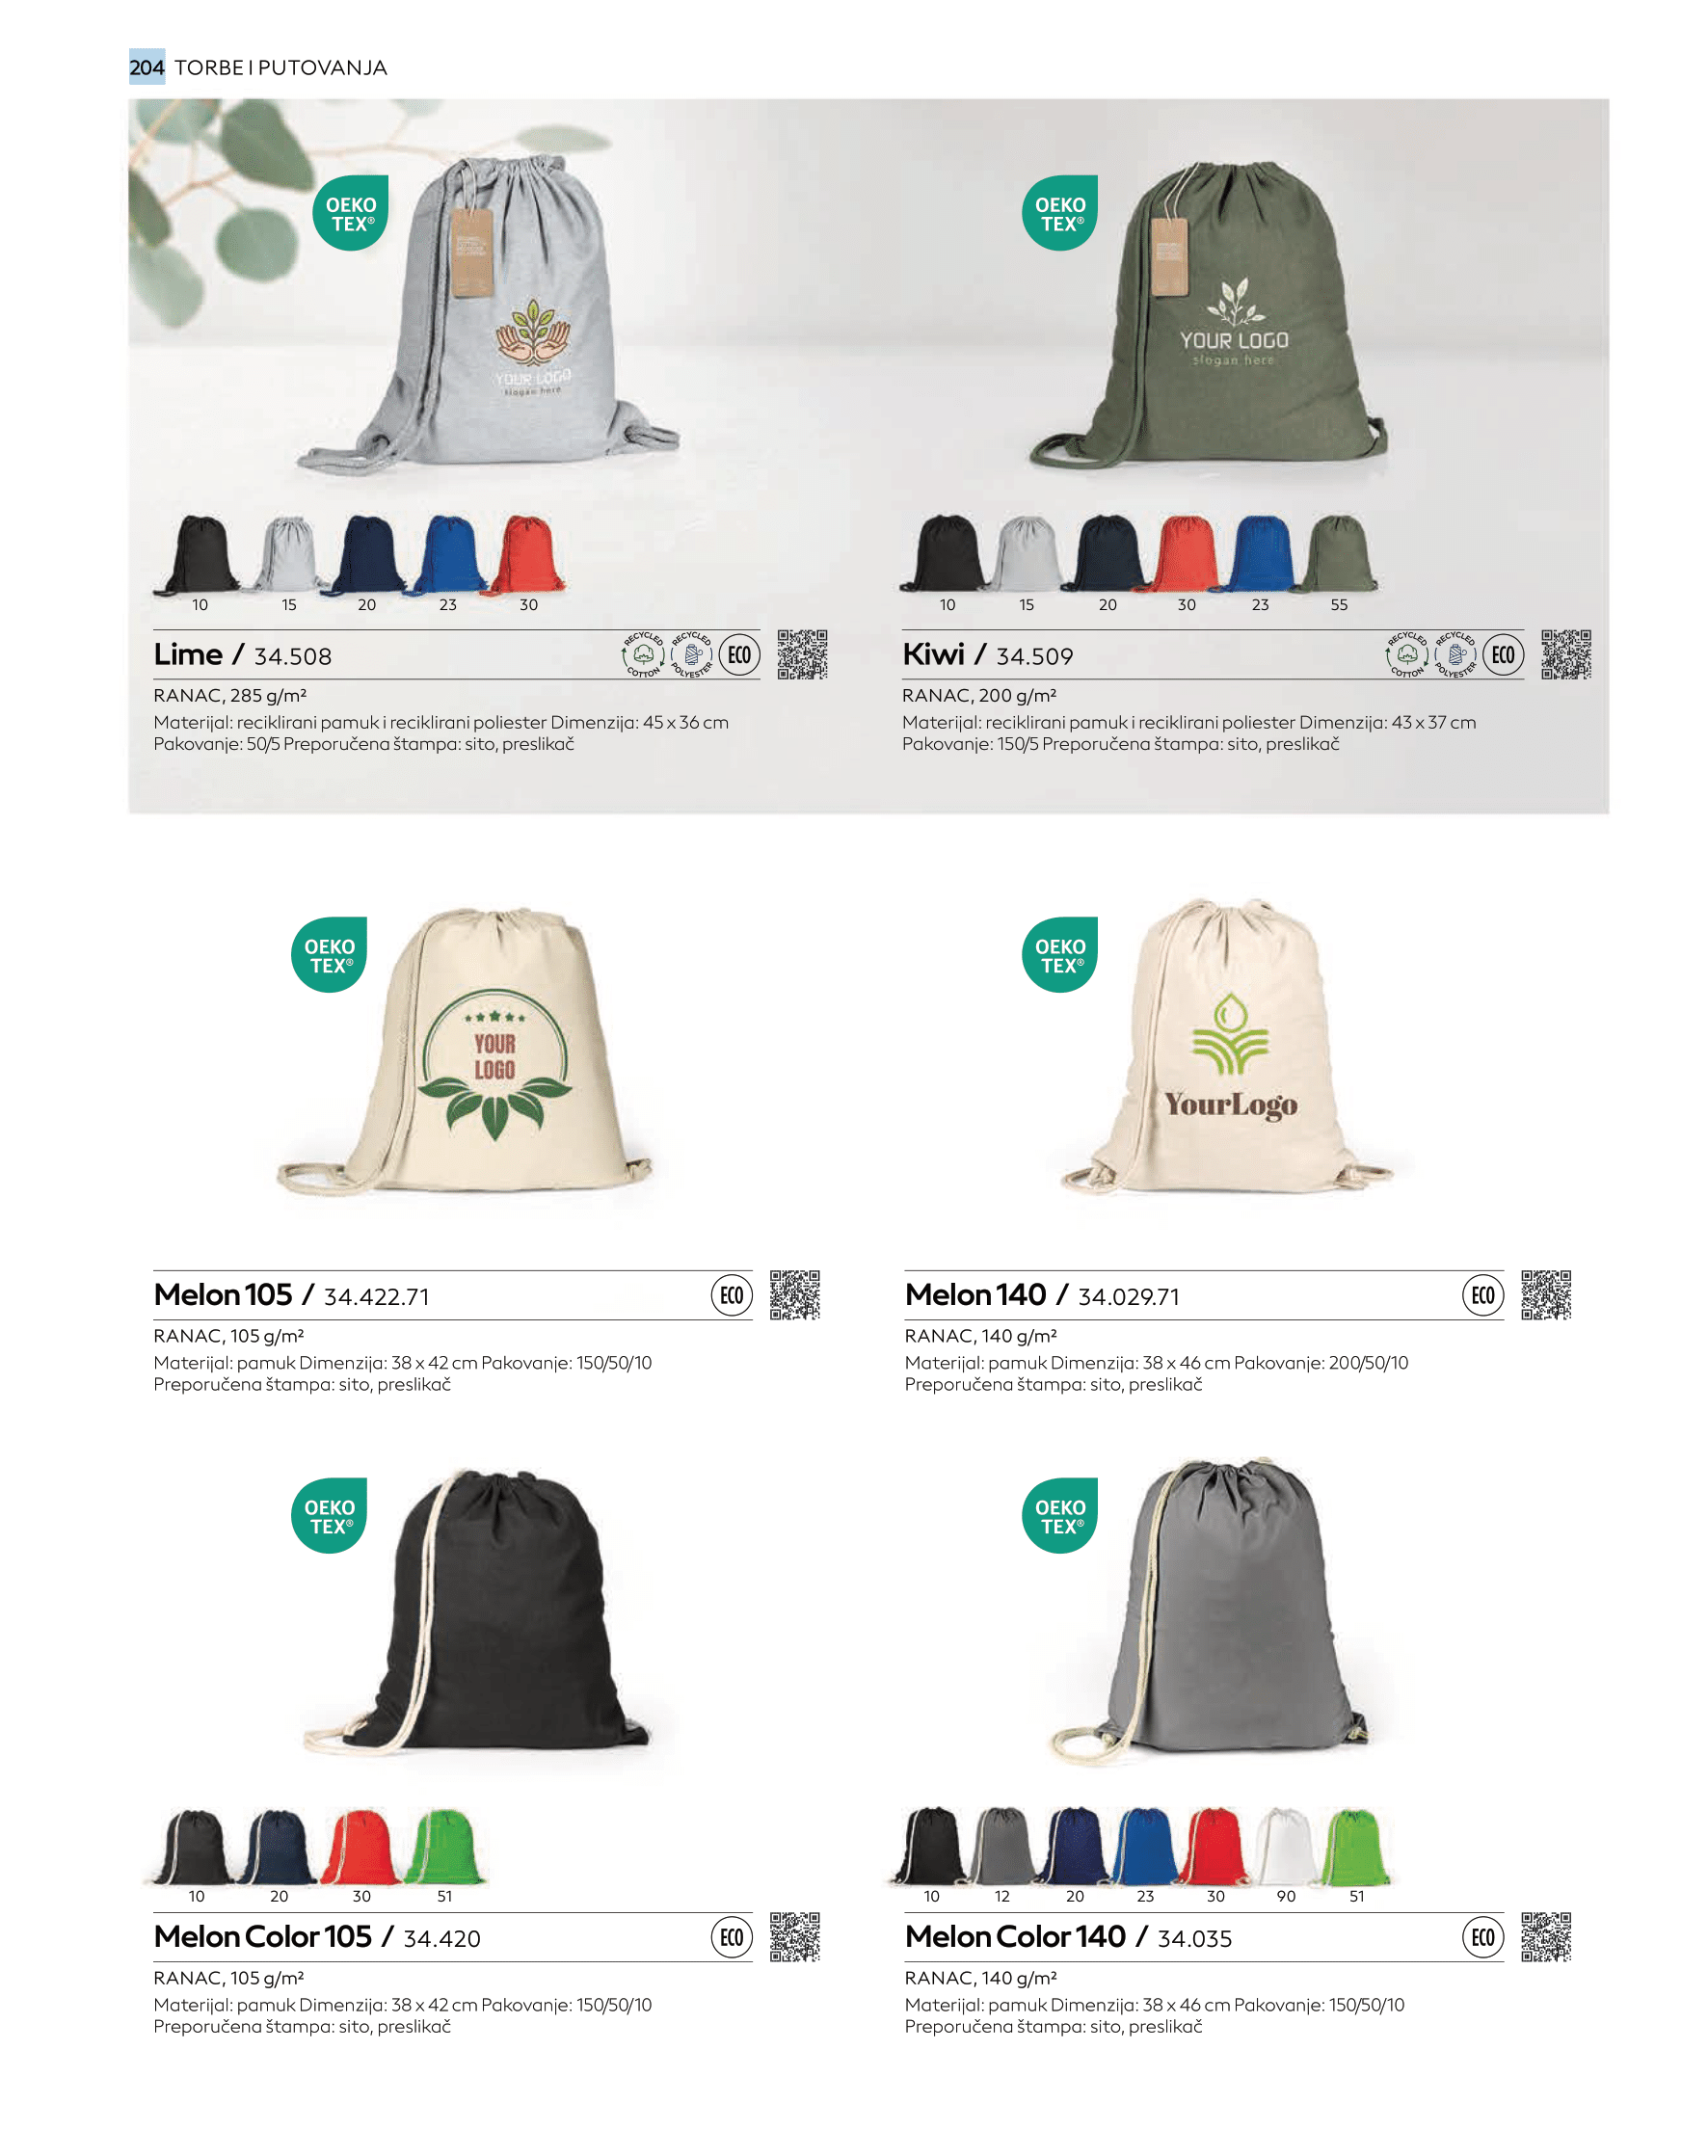 204 TORBE I PUTOVANJA
OEKO
TEX®
YOUR LOGO
slogan here
OEKO
TEX®
YOUR LOGO
slogan here
10 15 20 23 30
10 15 20 30 23 55
Lime / 34.508
RECYCLED
COTTON
RECYCLED
POLYESTER
ECO
RANAC, 285 g/m²
Materijal: reciklirani pamuk i reciklirani poliester Dimenzija: 45 x 36 cm
Pakovanje: 50/5 Preporučena štampa: sito, preslikač
Kiwi / 34.509
RECYCLED
COTTON
RECYCLED
POLYESTER
ECO
RANAC, 200 g/m²
Materijal: reciklirani pamuk i reciklirani poliester Dimenzija: 43 x 37 cm
Pakovanje: 150/5 Preporučena štampa: sito, preslikač
OEKO
TEX®
YOUR
LOGO
OEKO
TEX®
YourLogo
Melon 105 / 34.422.71
ECO
RANAC, 105 g/m²
Materijal: pamuk Dimenzija: 38 x 42 cm Pakovanje: 150/50/10
Preporučena štampa: sito, preslikač
Melon 140 / 34.029.71
ECO
RANAC, 140 g/m²
Materijal: pamuk Dimenzija: 38 x 46 cm Pakovanje: 200/50/10
Preporučena štampa: sito, preslikač
OEKO
TEX®
OEKO
TEX®
10 20 30 51
10 12 20 23 30 90 51
Melon Color 105 / 34.420
ECO
RANAC, 105 g/m²
Materijal: pamuk Dimenzija: 38 x 42 cm Pakovanje: 150/50/10
Preporučena štampa: sito, preslikač
Melon Color 140 / 34.035
ECO
RANAC, 140 g/m²
Materijal: pamuk Dimenzija: 38 x 46 cm Pakovanje: 150/50/10
Preporučena štampa: sito, preslikač